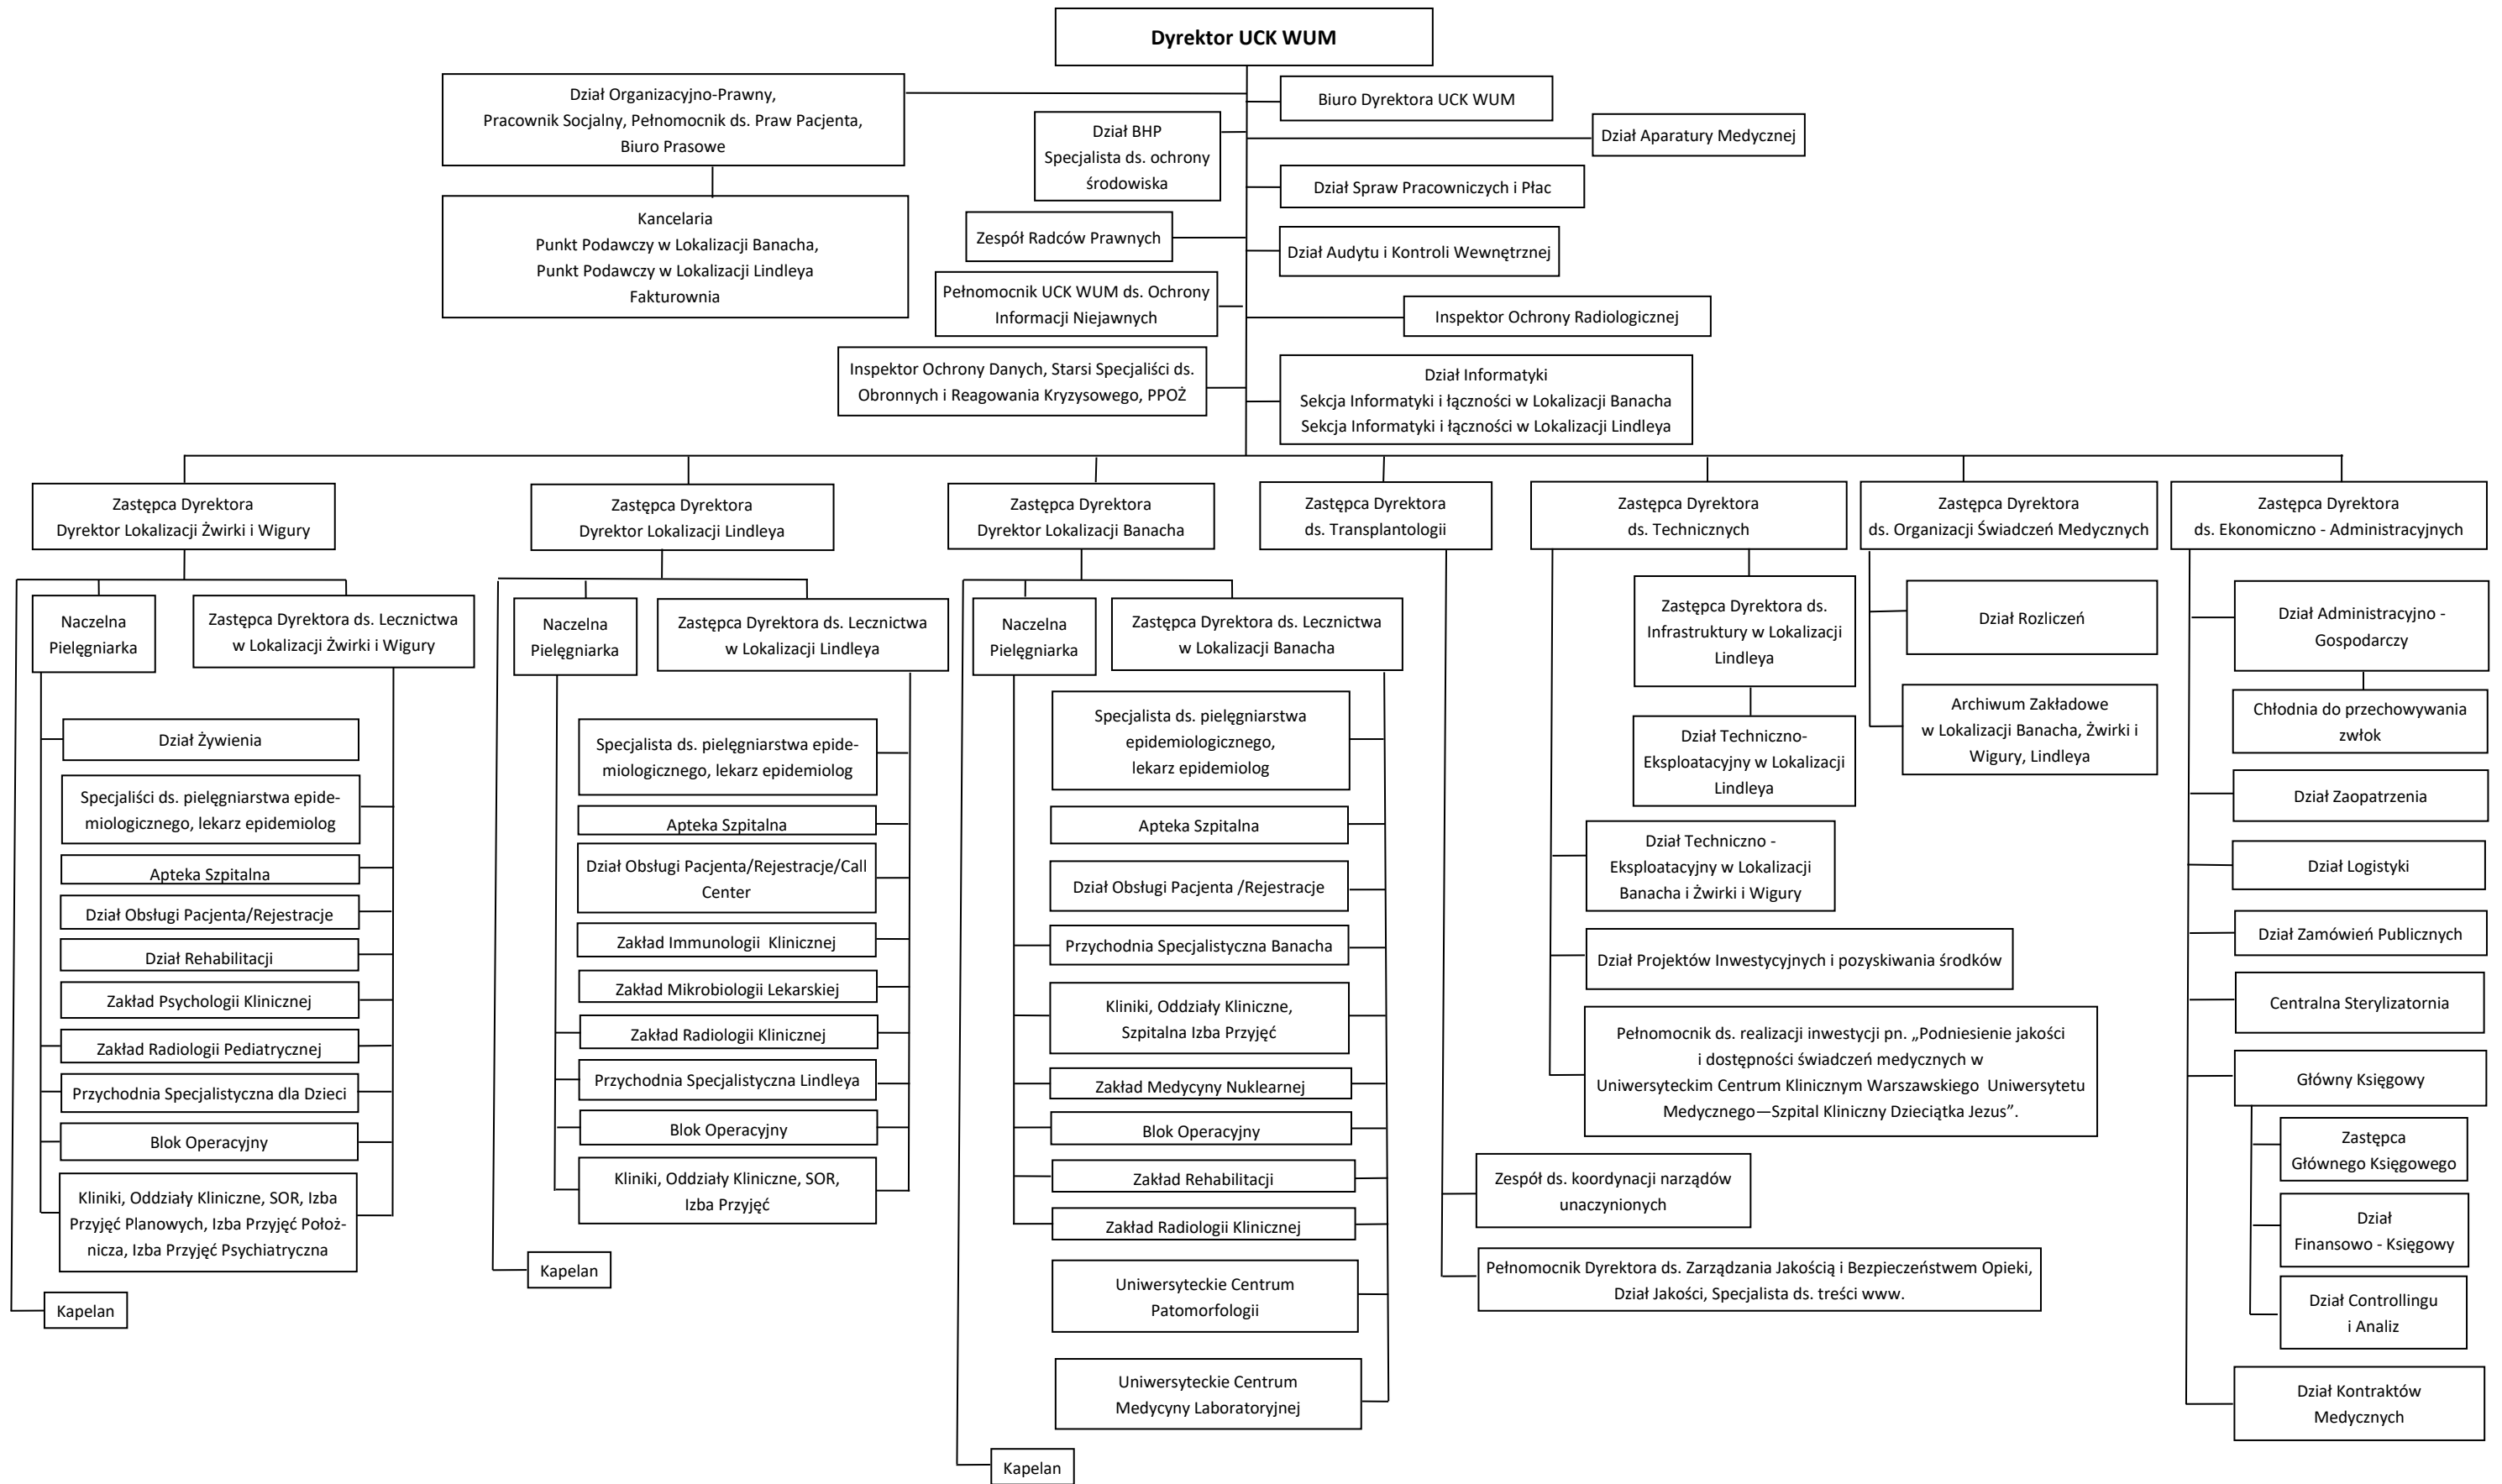 Dyrektor UCK WUM
Dział Organizacyjno-Prawny,
Pracownik Socjalny, Pełnomocnik ds. Praw Pacjenta,
Biuro Prasowe
Kancelaria
Punkt Podawczy w Lokalizacji Banacha,
Punkt Podawczy w Lokalizacji Lindleya
Fakturownia
Biuro Dyrektora UCK WUM
Dział BHP
Specjalista ds. ochrony
środowiska
Dział Aparatury Medycznej
Dział Spraw Pracowniczych i Płac
Zespół Radców Prawnych
Dział Audytu i Kontroli Wewnętrznej
Pełnomocnik UCK WUM ds. Ochrony
Informacji Niejawnych
Inspektor Ochrony Radiologicznej
Inspektor Ochrony Danych, Starsi Specjaliści ds.
Obronnych i Reagowania Kryzysowego, PPOŻ
Dział Informatyki
Sekcja Informatyki i łączności w Lokalizacji Banacha
Sekcja Informatyki i łączności w Lokalizacji Lindleya
Zastępca Dyrektora
Dyrektor Lokalizacji Żwirki i Wigury
Naczelna
Pielęgniarka
Zastępca Dyrektora ds. Lecznictwa
w Lokalizacji Żwirki i Wigury
Dział Żywienia
Specjaliści ds. pielęgniarstwa epide-
miologicznego, lekarz epidemiolog
Apteka Szpitalna
Dział Obsługi Pacjenta/Rejestracje
Dział Rehabilitacji
Zakład Psychologii Klinicznej
Zakład Radiologii Pediatrycznej
Przychodnia Specjalistyczna dla Dzieci
Blok Operacyjny
Kliniki, Oddziały Kliniczne, SOR, Izba
Przyjęć Planowych, Izba Przyjęć Położ-
nicza, Izba Przyjęć Psychiatryczna
Kapelan
Zastępca Dyrektora
Dyrektor Lokalizacji Lindleya
Naczelna
Pielęgniarka
Zastępca Dyrektora ds. Lecznictwa
w Lokalizacji Lindleya
Specjalista ds. pielęgniarstwa epide-
miologicznego, lekarz epidemiolog
Apteka Szpitalna
Dział Obsługi Pacjenta/Rejestracje/Call
Center
Zakład Immunologii Klinicznej
Zakład Mikrobiologii Lekarskiej
Zakład Radiologii Klinicznej
Przychodnia Specjalistyczna Lindleya
Blok Operacyjny
Kliniki, Oddziały Kliniczne, SOR,
Izba Przyjęć
Kapelan
Zastępca Dyrektora
Dyrektor Lokalizacji Banacha
Naczelna
Pielęgniarka
Zastępca Dyrektora ds. Lecznictwa
w Lokalizacji Banacha
Specjalista ds. pielęgniarstwa
epidemiologicznego,
lekarz epidemiolog
Apteka Szpitalna
Dział Obsługi Pacjenta /Rejestracje
Przychodnia Specjalistyczna Banacha
Kliniki, Oddziały Kliniczne,
Szpitalna Izba Przyjęć
Zakład Medycyny Nuklearnej
Blok Operacyjny
Zakład Rehabilitacji
Zakład Radiologii Klinicznej
Uniwersyteckie Centrum
Patomorfologii
Uniwersyteckie Centrum
Medycyny Laboratoryjnej
Kapelan
Zastępca Dyrektora
ds. Transplantologii
Zespół ds. koordynacji narządów
unaczynionych
Pełnomocnik Dyrektora ds. Zarządzania Jakością i Bezpieczeństwem Opieki,
Dział Jakości, Specjalista ds. treści www.
Zastępca Dyrektora
ds. Technicznych
Zastępca Dyrektora ds.
Infrastruktury w Lokalizacji
Lindleya
Dział Techniczno-
Eksploatacyjny w Lokalizacji
Lindleya
Dział Techniczno -
Eksploatacyjny w Lokalizacji
Banacha i Żwirki i Wigury
Dział Projektów Inwestycyjnych i pozyskiwania środków
Pełnomocnik ds. realizacji inwestycji pn. „Podniesienie jakości
i dostępności świadczeń medycznych w
Uniwersyteckim Centrum Klinicznym Warszawskiego Uniwersytetu
Medycznego—Szpital Kliniczny Dzieciątka Jezus”.
Zastępca Dyrektora
ds. Organizacji Świadczeń Medycznych
Dział Rozliczeń
Archiwum Zakładowe
w Lokalizacji Banacha, Żwirki i
Wigury, Lindleya
Zastępca Dyrektora
ds. Ekonomiczno - Administracyjnych
Dział Administracyjno -
Gospodarczy
Chłodnia do przechowywania
zwłok
Dział Zaopatrzenia
Dział Logistyki
Dział Zamówień Publicznych
Centralna Sterylizatornia
Główny Księgowy
Zastępca
Głównego Księgowego
Dział
Finansowo - Księgowy
Dział Controllingu
i Analiz
Dział Kontraktów
Medycznych